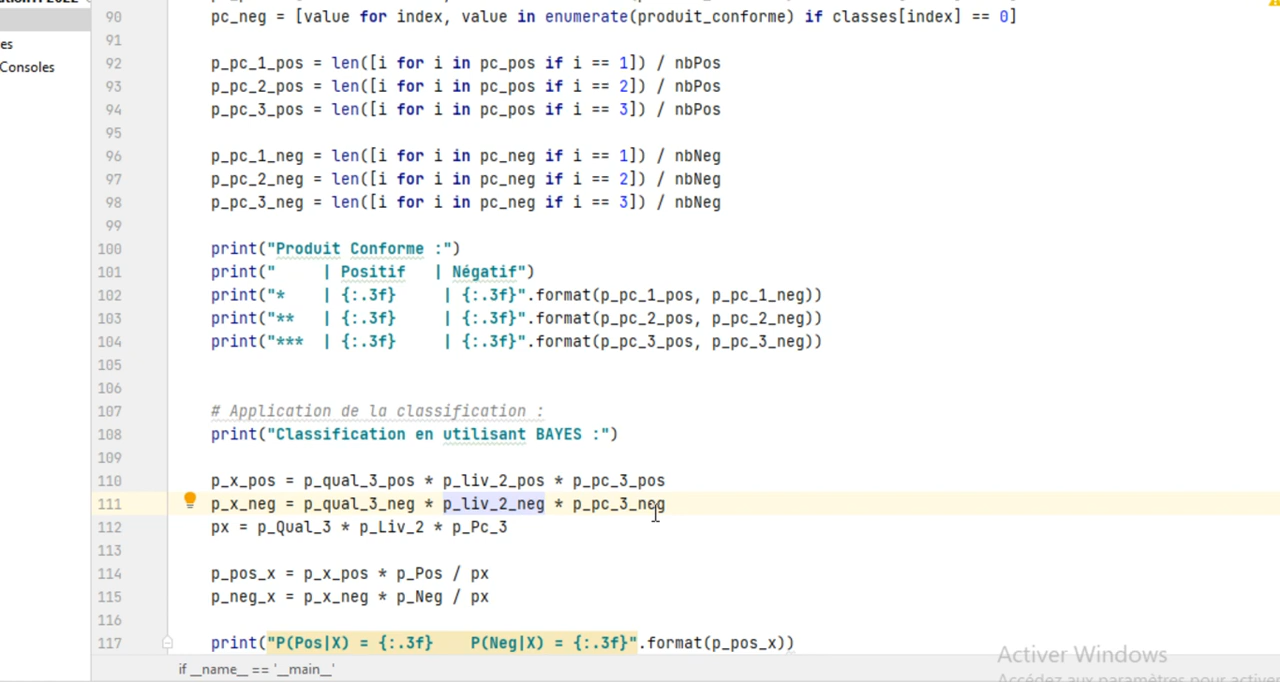 90 pc_neg = [value for index, value in enumerate(produit_conforme) if classes[index] == 0]
91
es
92 p_pc_1_pos = len([i for i in pc_pos if i == 1]) / nbPos
Consoles
93 p_pc_2_pos = len([i for i in pc_pos if i == 2]) / nbPos
94 p_pc_3_pos = len([i for i in pc_pos if i == 3]) / nbPos
95
96 p_pc_1_neg = len([i for i in pc_neg if i == 1]) / nbNeg
97 p_pc_2_neg = len([i for i in pc_neg if i == 2]) / nbNeg
98 p_pc_3_neg = len([i for i in pc_neg if i == 3]) / nbNeg
99
100 print("Produit Conforme :")
101 print("     | Positif   | Négatif")
102 print("*    | {:.3f}     | {:.3f}".format(p_pc_1_pos, p_pc_1_neg))
103 print("**   | {:.3f}     | {:.3f}".format(p_pc_2_pos, p_pc_2_neg))
104 print("***  | {:.3f}     | {:.3f}".format(p_pc_3_pos, p_pc_3_neg))
105
106
107 # Application de la classification :
108 print("Classification en utilisant BAYES :")
109
110 p_x_pos = p_qual_3_pos * p_liv_2_pos * p_pc_3_pos
111 p_x_neg = p_qual_3_neg * p_liv_2_neg * p_pc_3_neg
112 px = p_Qual_3 * p_Liv_2 * p_Pc_3
113
114 p_pos_x = p_x_pos * p_Pos / px
115 p_neg_x = p_x_neg * p_Neg / px
116
117 print("P(Pos|X) = {:.3f}    P(Neg|X) = {:.3f}".format(p_pos_x))
if __name__ == '__main__'
Activer Windows
Accédez aux paramètres pour activer